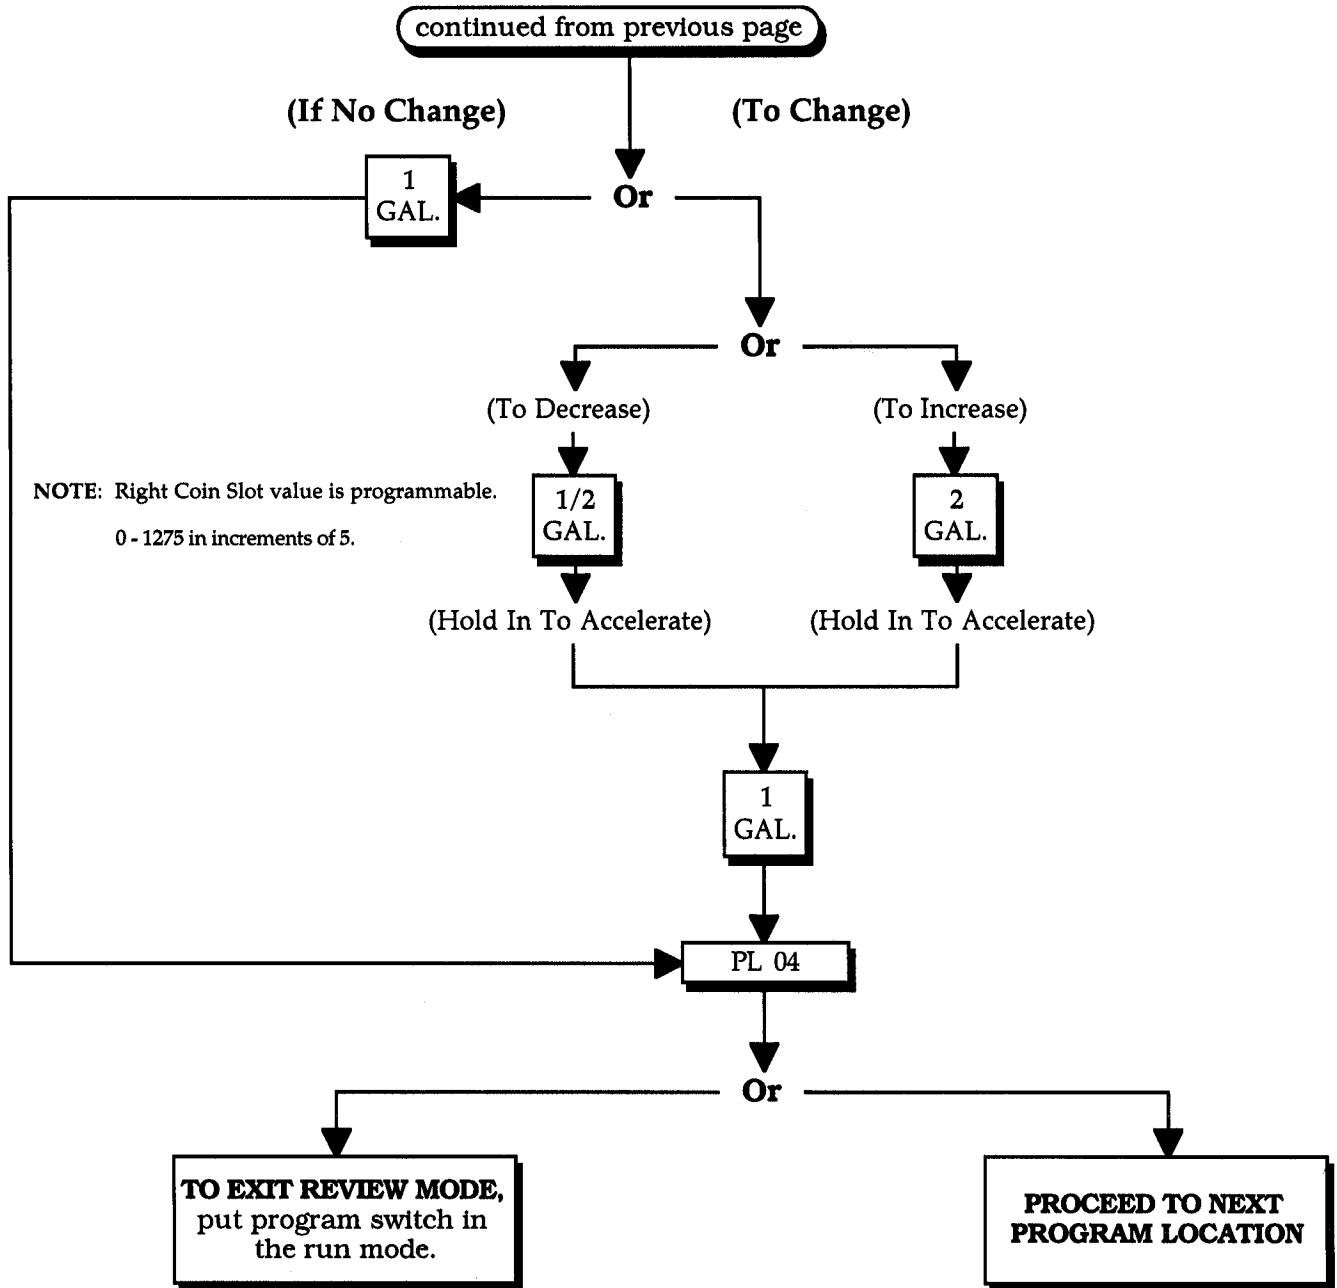 continued from previous page
(If No Change)
(To Change)
1
GAL.
Or
Or
(To Decrease)
(To Increase)
NOTE: Right Coin Slot value is programmable.
0 - 1275 in increments of 5.
1/2
GAL.
2
GAL.
(Hold In To Accelerate)
(Hold In To Accelerate)
1
GAL.
PL 04
Or
TO EXIT REVIEW MODE,
put program switch in
the run mode.
PROCEED TO NEXT
PROGRAM LOCATION